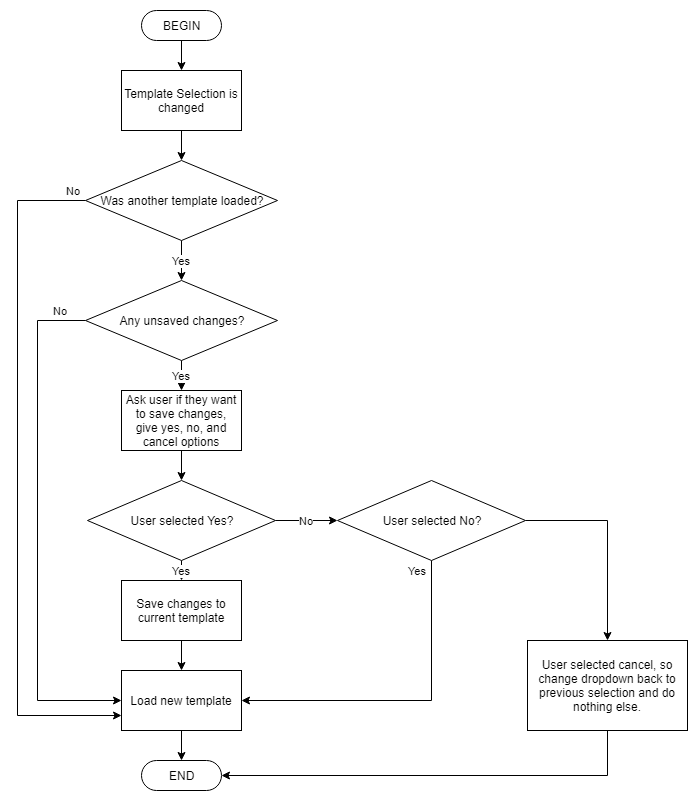 BEGIN
Template Selection is
changed
No
Was another template loaded?
Yes
No
Any unsaved changes?
Yes
Ask user if they want
to save changes,
give yes, no, and
cancel options
User selected Yes?
No
User selected No?
Yes
Yes
Save changes to
current template
User selected cancel, so
change dropdown back to
previous selection and do
nothing else.
Load new template
END